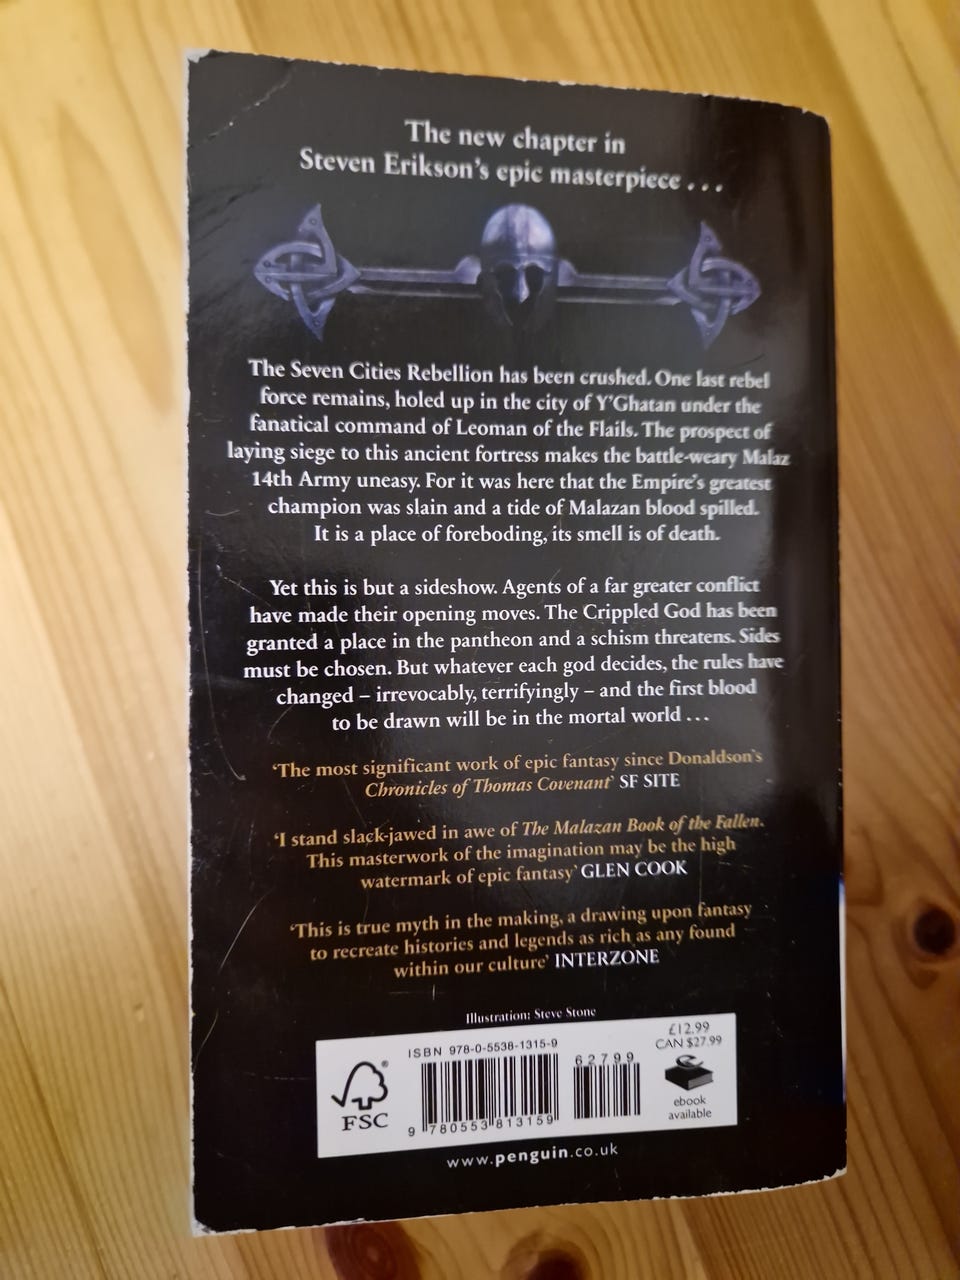 The new chapter in
Steven Erikson's epic masterpiece . . .
The Seven Cities Rebellion has been crushed. One last rebel
force remains, holed up in the city of Y'Ghatan under the
fanatical command of Leoman of the Flails. The prospect of
laying siege to this ancient fortress makes the battle-weary Malaz
14th Army uneasy. For it was here that the Empire's greatest
champion was slain and a tide of Malazan blood spilled.
It is a place of foreboding, its smell is of death.
Yet this is but a sideshow. Agents of a far greater conflict
have made their opening moves. The Crippled God has been
granted a place in the pantheon and a schism threatens. Sides
must be chosen. But whatever each god decides, the rules have
changed – irrevocably, terrifyingly – and the first blood
to be drawn will be in the mortal world . . .
'The most significant work of epic fantasy since Donaldson's
Chronicles of Thomas Covenant' SF SITE
'I stand slack-jawed in awe of The Malazan Book of the Fallen.
This masterwork of the imagination may be the high
watermark of epic fantasy' GLEN COOK
'This is true myth in the making, a drawing upon fantasy
to recreate histories and legends as rich as any found
within our culture' INTERZONE
Illustration: Steve Stone
FSC®
ISBN 978-0-5538-1315-9
9 780553 813159
62799
£12.99
CAN $27.99
e
ebook
available
www.penguin.co.uk